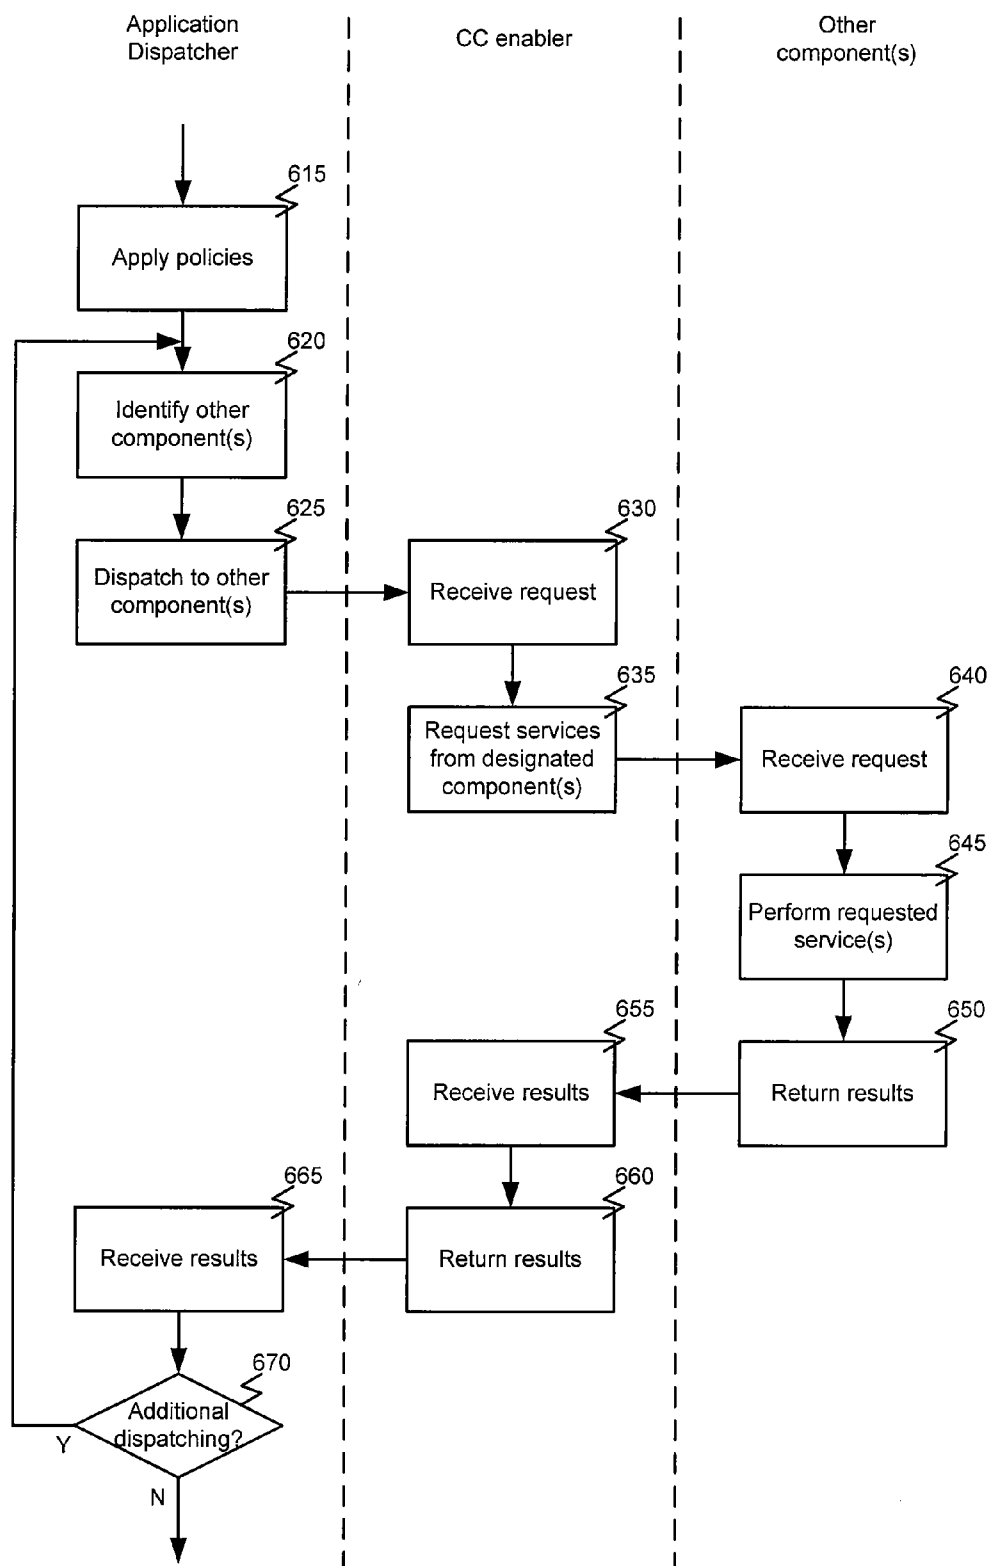 Application
Dispatcher
CC enabler
Other
component(s)
615
Apply policies
620
Identify other
component(s)
625
Dispatch to other
component(s)
630
Receive request
635
Request services
from designated
component(s)
640
Receive request
645
Perform requested
service(s)
650
Return results
655
Receive results
660
Return results
665
Receive results
670
Additional
dispatching?
Y
N